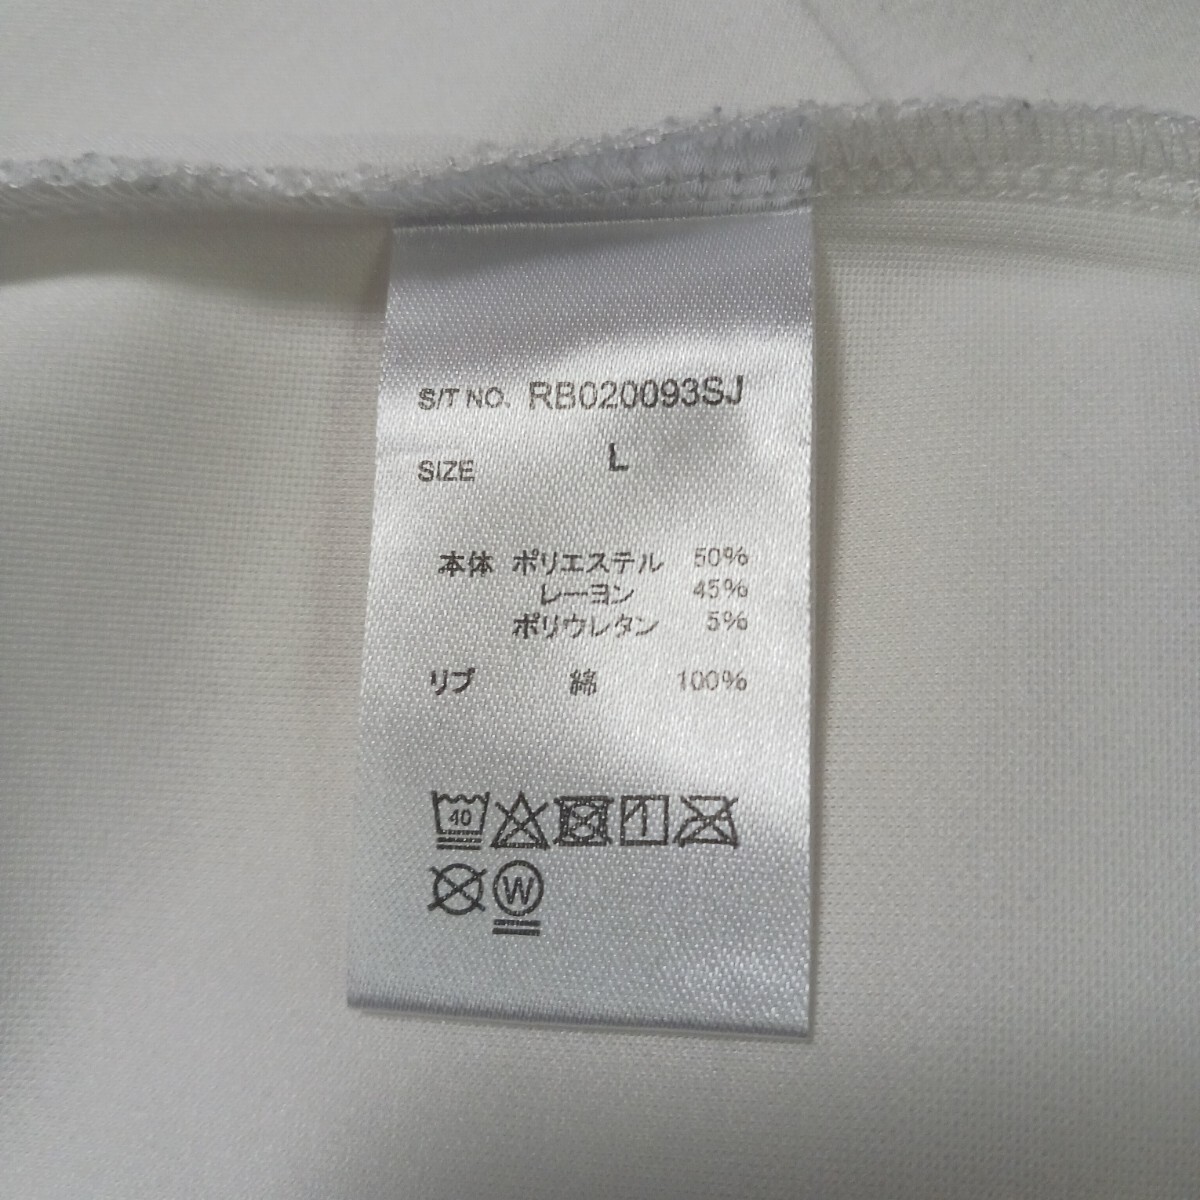 S/T NO. RB020093SJ
SIZE L
本体 ポリエステル 50%
レーヨン 45%
ポリウレタン 5%
リブ 綿 100%
40
W